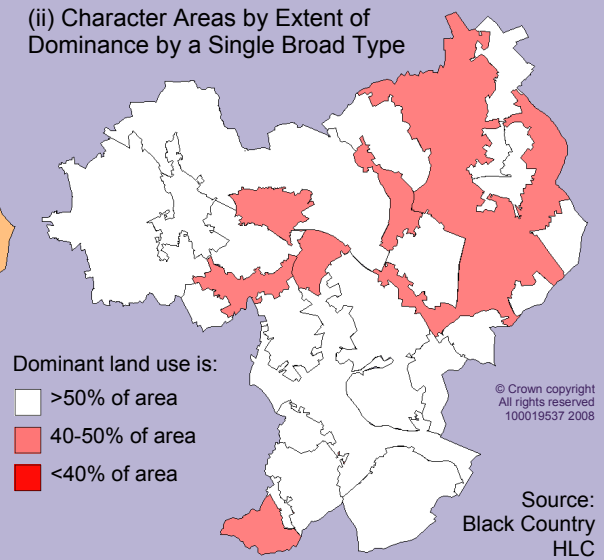 (ii) Character Areas by Extent of
Dominance by a Single Broad Type
Dominant land use is:
>50% of area
40-50% of area
<40% of area
© Crown copyright
All rights reserved
100019537 2008
Source:
Black Country
HLC